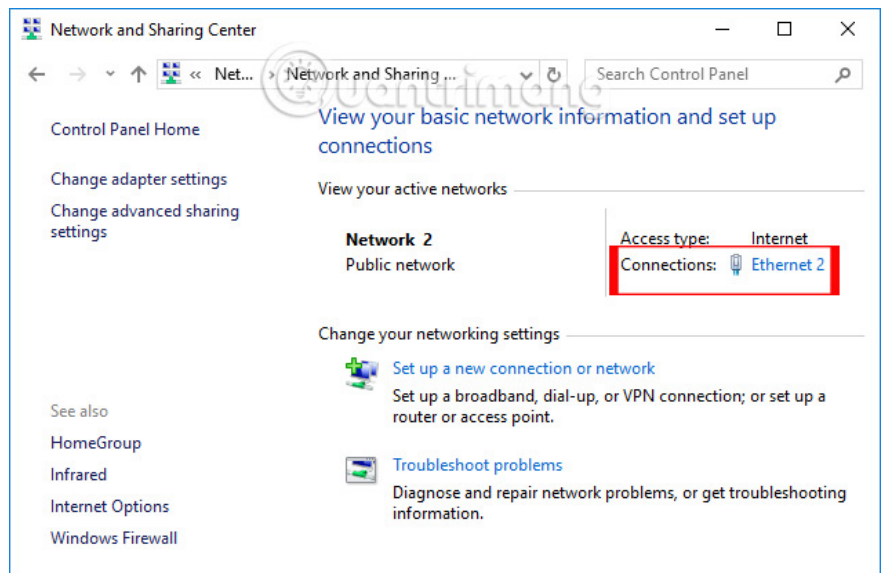 Network and Sharing Center
« Net... > Network and Sharing ...
Search Control Panel
Quantrimang
Control Panel Home
Change adapter settings
Change advanced sharing
settings
See also
HomeGroup
Infrared
Internet Options
Windows Firewall
View your basic network information and set up
connections
View your active networks
Network 2
Public network
Access type: Internet
Connections: Ethernet 2
Change your networking settings
Set up a new connection or network
Set up a broadband, dial-up, or VPN connection; or set up a
router or access point.
Troubleshoot problems
Diagnose and repair network problems, or get troubleshooting
information.